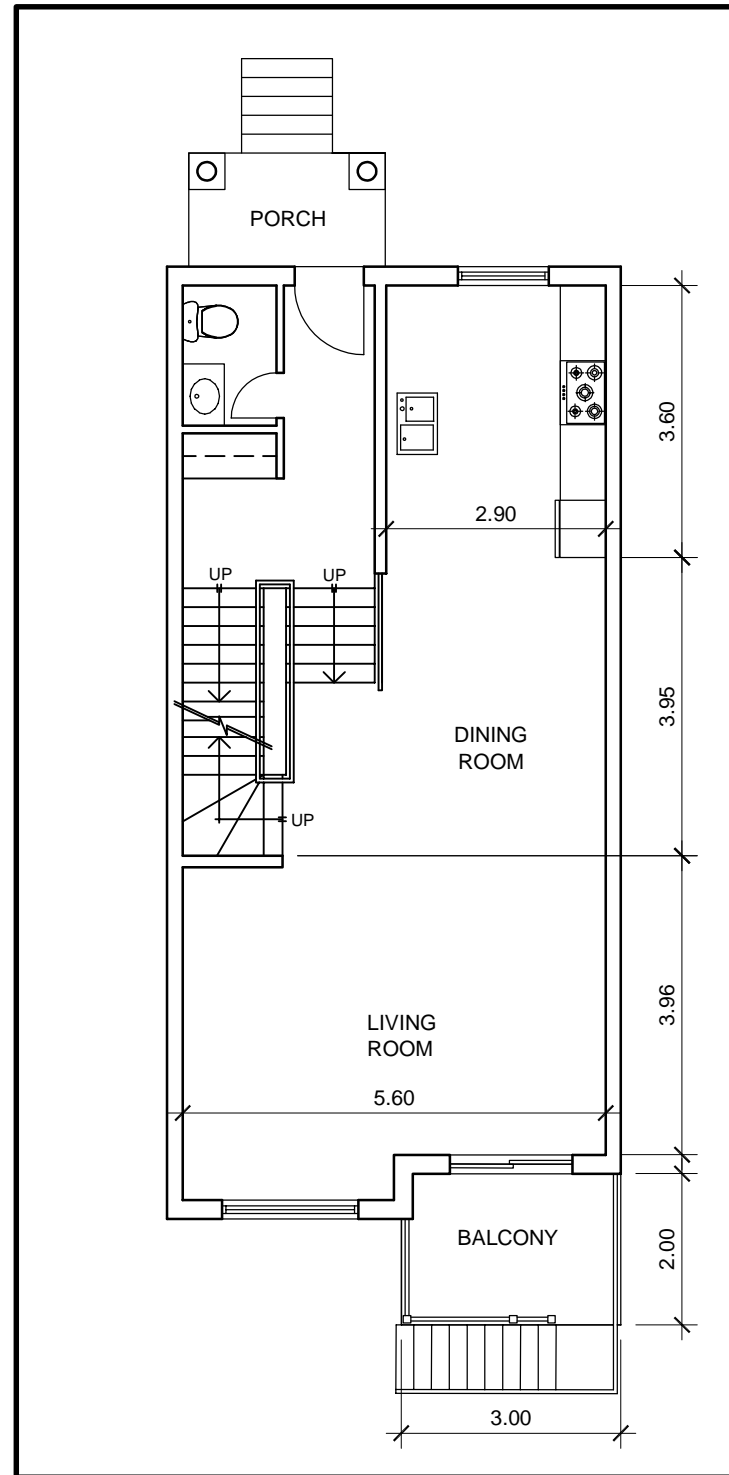 PORCH
3.60
2.90
UP
UP
3.95
DINING
ROOM
UP
3.96
LIVING
ROOM
5.60
BALCONY
2.00
3.00